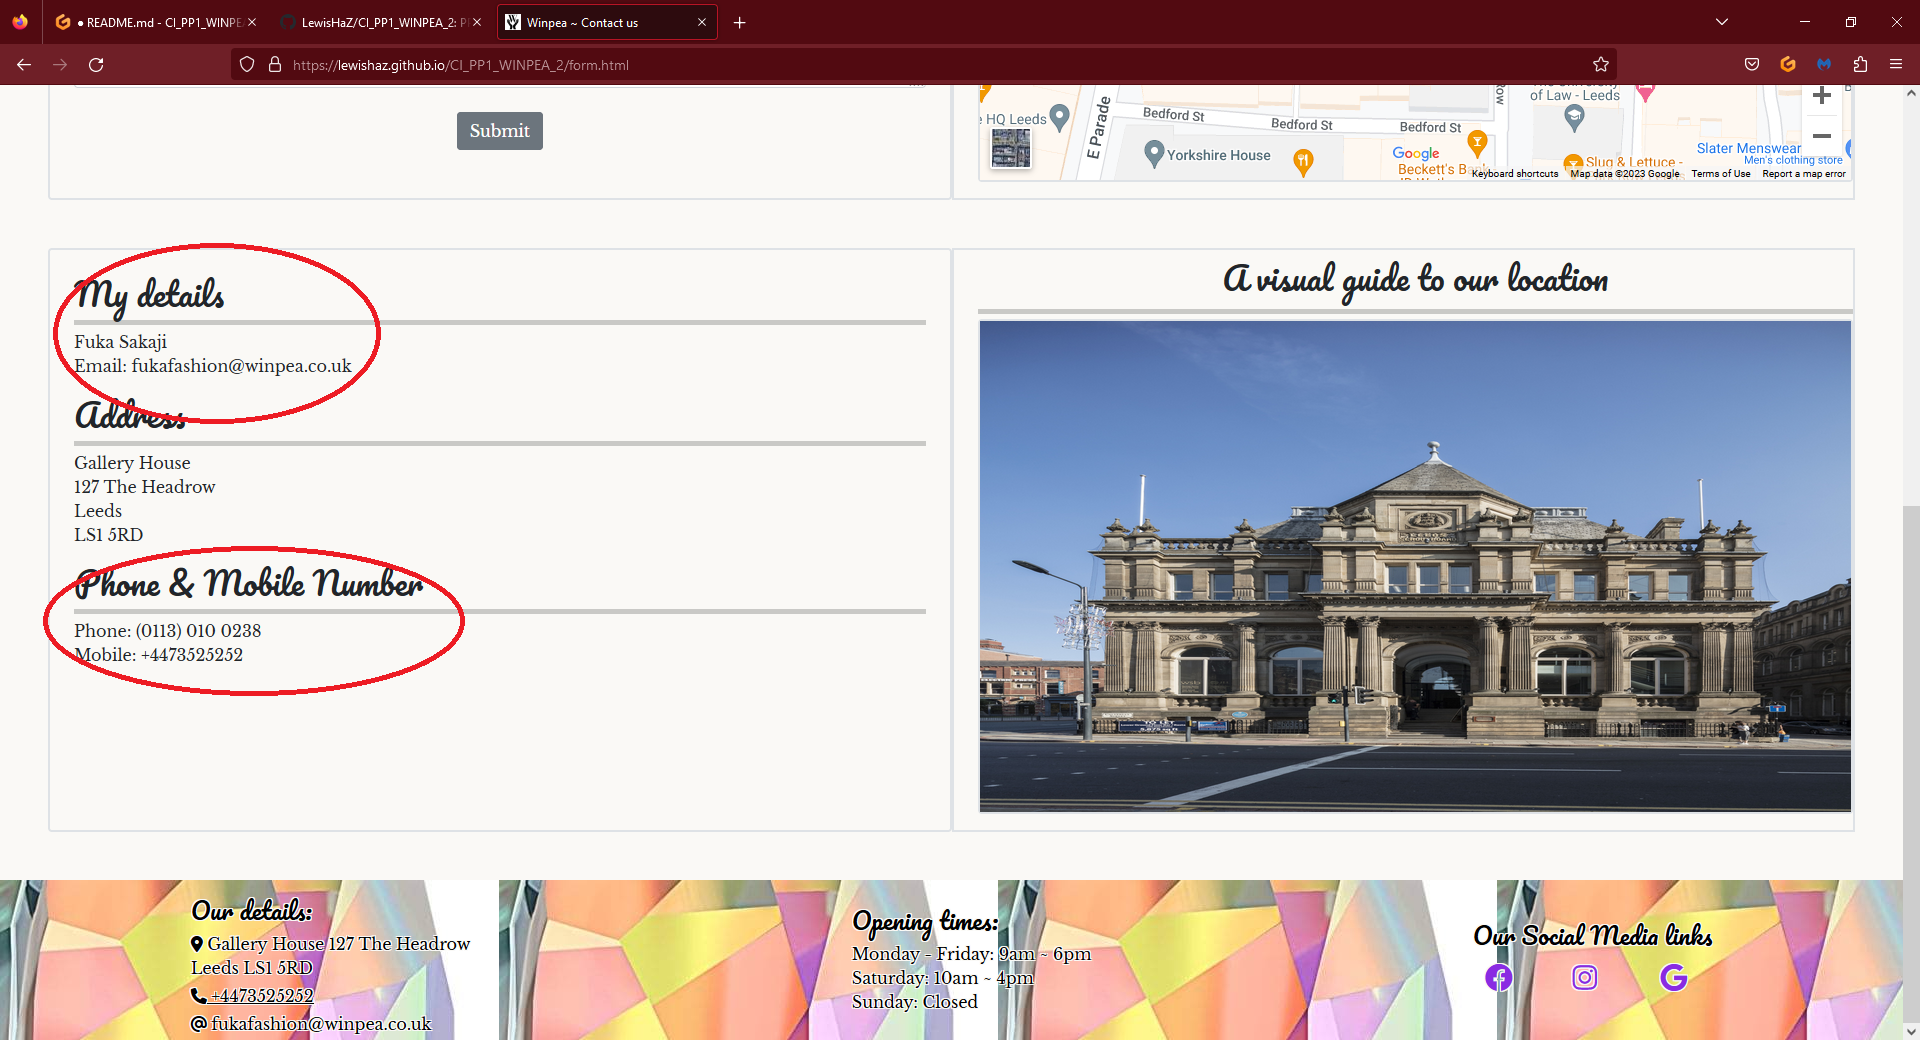 README.md - CI_PP1_WINPEA
LewisHaZ/CI_PP1_WINPEA_2:
Winpea ~ Contact us
https://lewishaz.github.io/CI_PP1_WINPEA_2/form.html
Submit
HQ Leeds
E Parade
Bedford St
Bedford St
Bedford St
Row
of Law - Leeds
Yorkshire House
Google
Beckett's
Slater Menswear
Men's clothing store
Slug & Lettuce -
Keyboard shortcuts Map data ©2023 Google Terms of Use Report a map error
My details
Fuka Sakaji
Email: fukafashion@winpea.co.uk
Address
Gallery House
127 The Headrow
Leeds
LS1 5RD
Phone & Mobile Number
Phone: (0113) 010 0238
Mobile: +4473525252
A visual guide to our location
Our details:
Gallery House 127 The Headrow
Leeds LS1 5RD
+4473525252
fukafashion@winpea.co.uk
Opening times:
Monday - Friday: 9am ~ 6pm
Saturday: 10am ~ 4pm
Sunday: Closed
Our Social Media links